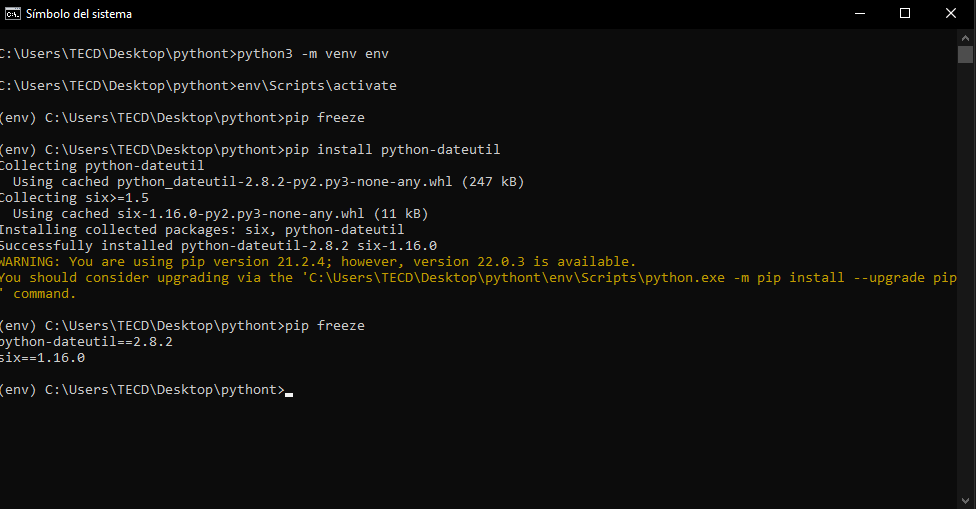 Símbolo del sistema
C:\Users\TECD\Desktop\pythont>python3 -m venv env
C:\Users\TECD\Desktop\pythont>env\Scripts\activate
(env) C:\Users\TECD\Desktop\pythont>pip freeze
(env) C:\Users\TECD\Desktop\pythont>pip install python-dateutil
Collecting python-dateutil
  Using cached python_dateutil-2.8.2-py2.py3-none-any.whl (247 kB)
Collecting six>=1.5
  Using cached six-1.16.0-py2.py3-none-any.whl (11 kB)
Installing collected packages: six, python-dateutil
Successfully installed python-dateutil-2.8.2 six-1.16.0
WARNING: You are using pip version 21.2.4; however, version 22.0.3 is available.
You should consider upgrading via the 'C:\Users\TECD\Desktop\pythont\env\Scripts\python.exe -m pip install --upgrade pip
' command.
(env) C:\Users\TECD\Desktop\pythont>pip freeze
python-dateutil==2.8.2
six==1.16.0
(env) C:\Users\TECD\Desktop\pythont>